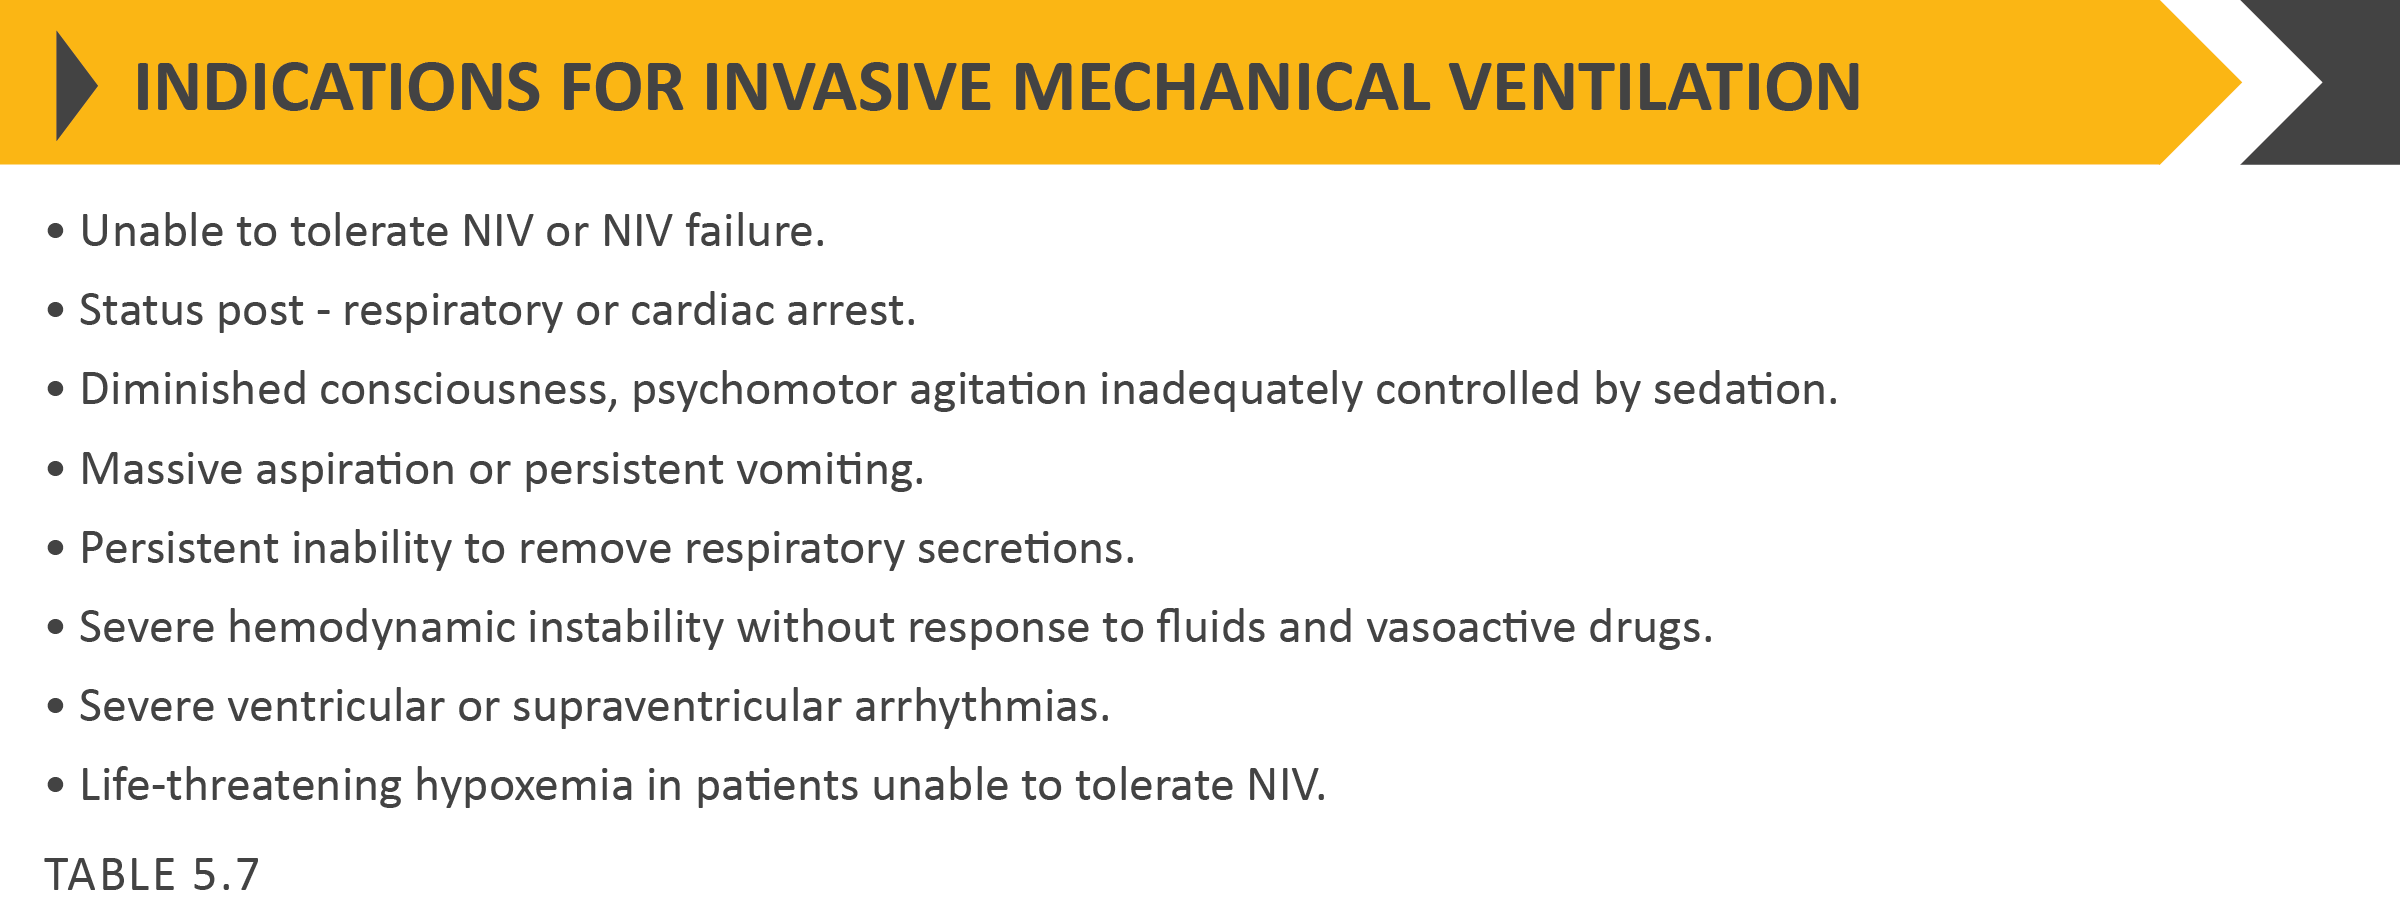 INDICATIONS FOR INVASIVE MECHANICAL VENTILATION
• Unable to tolerate NIV or NIV failure.
• Status post - respiratory or cardiac arrest.
• Diminished consciousness, psychomotor agitation inadequately controlled by sedation.
• Massive aspiration or persistent vomiting.
• Persistent inability to remove respiratory secretions.
• Severe hemodynamic instability without response to fluids and vasoactive drugs.
• Severe ventricular or supraventricular arrhythmias.
• Life-threatening hypoxemia in patients unable to tolerate NIV.
TABLE 5.7